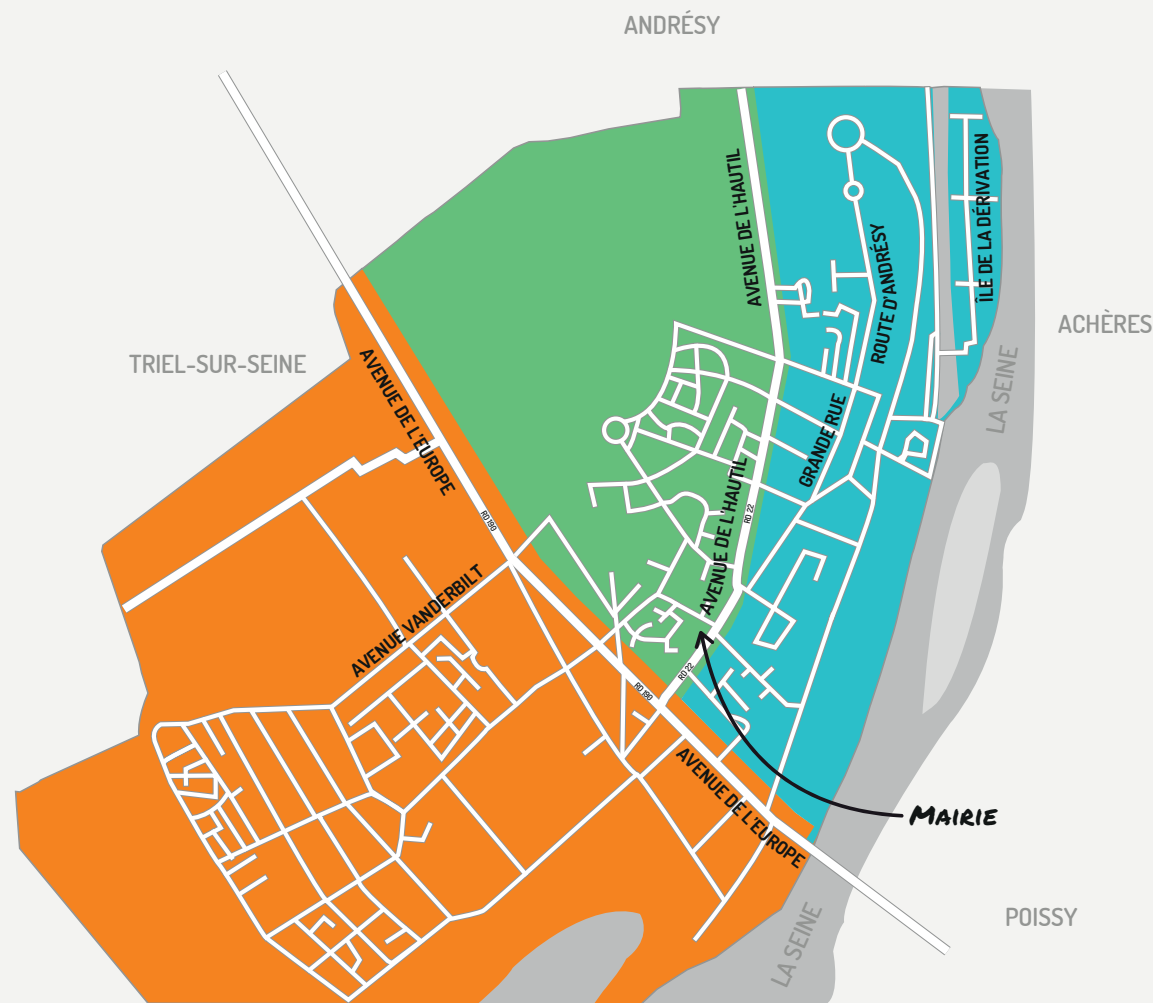 ANDRÉSY
AVENUE DE L'HAUTIL
ÎLE DE LA DÉRIVATION
ROUTE D'ANDRÉSY
ACHÈRES
TRIEL-SUR-SEINE
AVENUE DE L'EUROPE
LA SEINE
GRANDE RUE
AVENUE DE L'HAUTIL
RD 22
RD 190
AVENUE VANDERBILT
RD 22
RD 190
AVENUE DE L'EUROPE
MAIRIE
POISSY
LA SEINE